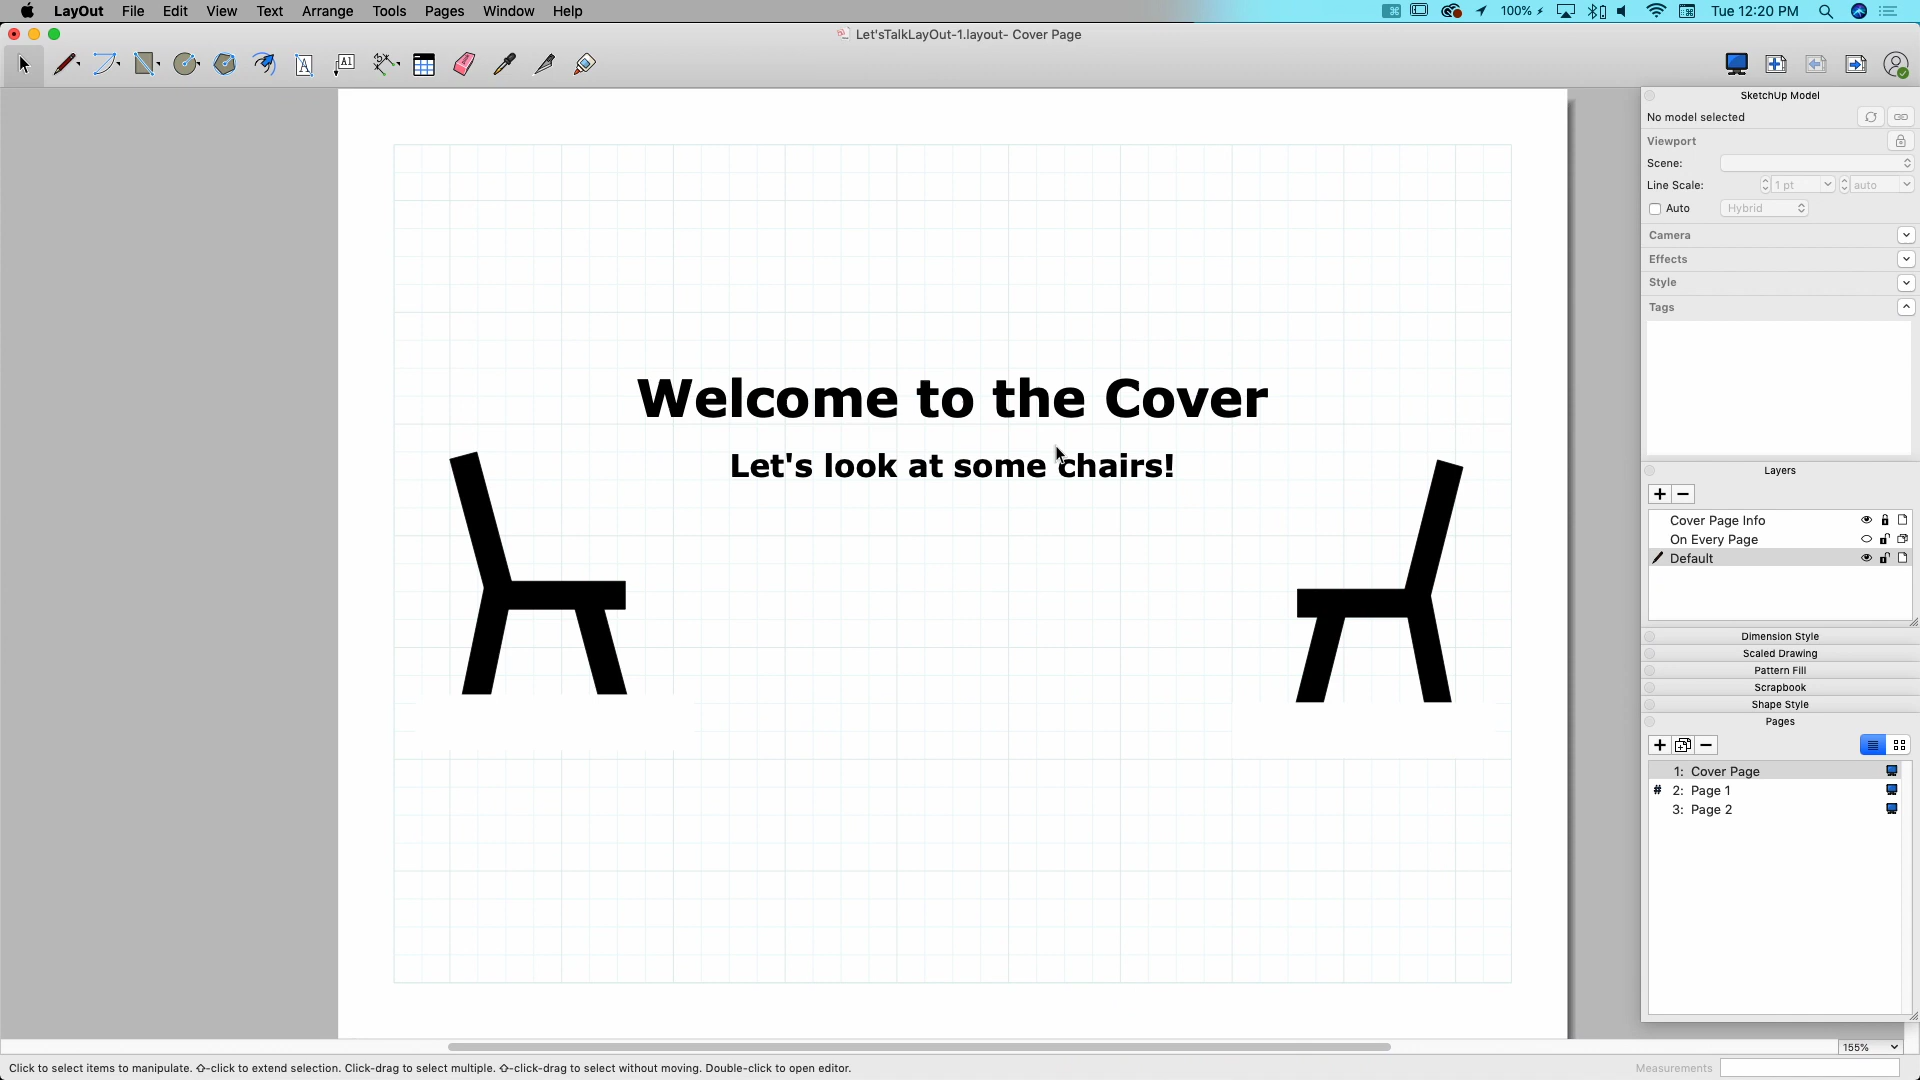 LayOut File Edit View Text Arrange Tools Pages Window Help 100% Tue 12:20 PM
Let'sTalkLayOut-1.layout- Cover Page
A A1
SketchUp Model
No model selected
Viewport
Scene:
Line Scale: 1 pt auto
Auto Hybrid
Camera
Effects
Style
Tags
Welcome to the Cover
Let's look at some chairs!
Layers
Cover Page Info
On Every Page
Default
Dimension Style
Scaled Drawing
Pattern Fill
Scrapbook
Shape Style
Pages
1: Cover Page
# 2: Page 1
3: Page 2
155%
Click to select items to manipulate. ⇧-click to extend selection. Click-drag to select multiple. ⇧-click-drag to select without moving. Double-click to open editor. Measurements